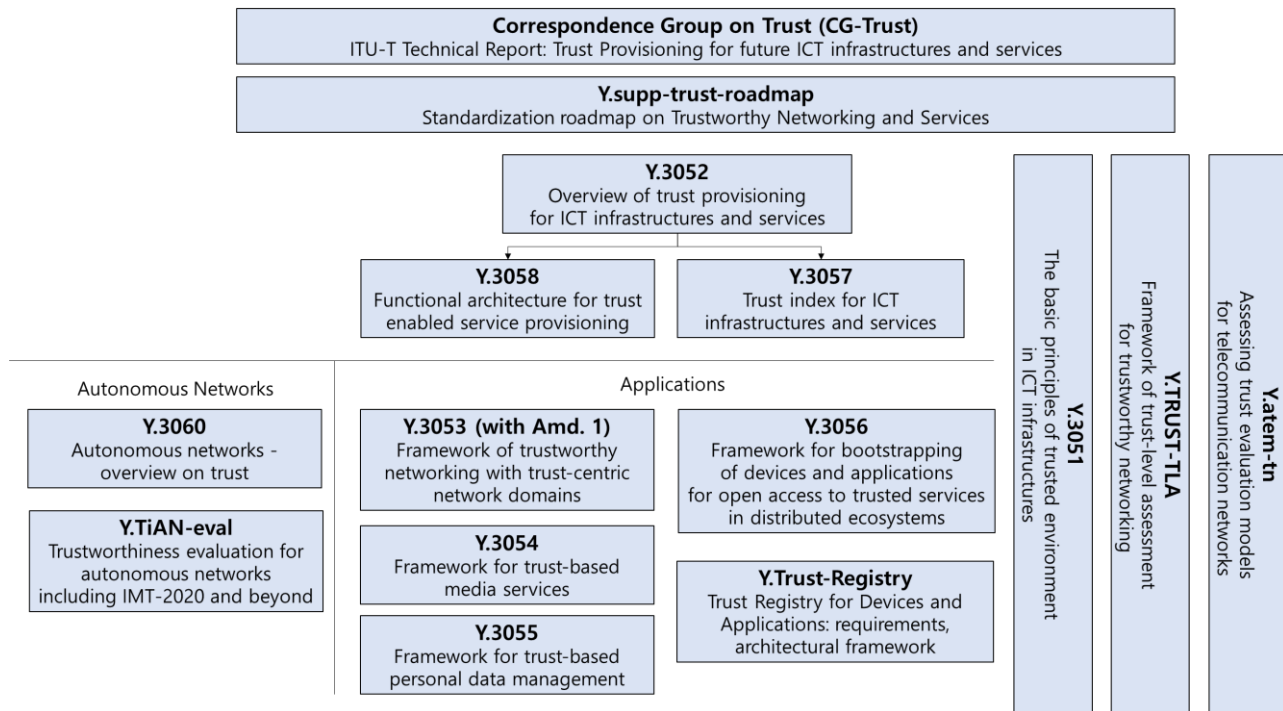 Correspondence Group on Trust (CG-Trust)
ITU-T Technical Report: Trust Provisioning for future ICT infrastructures and services
Y.supp-trust-roadmap
Standardization roadmap on Trustworthy Networking and Services
Y.3052
Overview of trust provisioning
for ICT infrastructures and services
Y.3058
Functional architecture for trust
enabled service provisioning
Y.3057
Trust index for ICT
infrastructures and services
Autonomous Networks
Y.3060
Autonomous networks -
overview on trust
Y.TiAN-eval
Trustworthiness evaluation for
autonomous networks
including IMT-2020 and beyond
Applications
Y.3053 (with Amd. 1)
Framework of trustworthy
networking with trust-centric
network domains
Y.3054
Framework for trust-based
media services
Y.3055
Framework for trust-based
personal data management
Y.3056
Framework for bootstrapping
of devices and applications
for open access to trusted services
in distributed ecosystems
Y.Trust-Registry
Trust Registry for Devices and
Applications: requirements,
architectural framework
Y.3051
The basic principles of trusted environment
in ICT infrastructures
Y.TRUST-TLA
Framework of trust-level assessment
for trustworthy networking
Y.atem-tn
Assessing trust evaluation models
for telecommunication networks